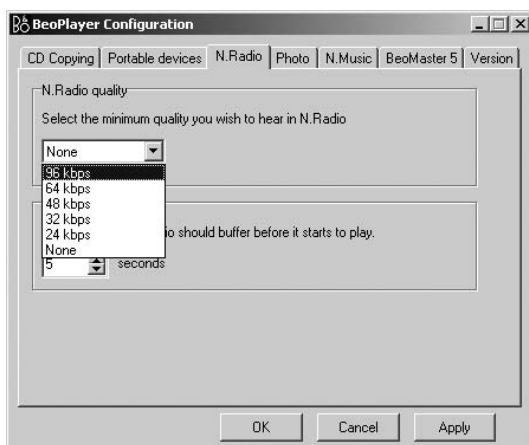 BeoPlayer Configuration
CD Copying Portable devices N.Radio Photo N.Music BeoMaster 5 Version
N.Radio quality
Select the minimum quality you wish to hear in N.Radio
None
96 kbps
64 kbps
48 kbps
32 kbps
24 kbps
None
should buffer before it starts to play.
5 seconds
OK Cancel Apply